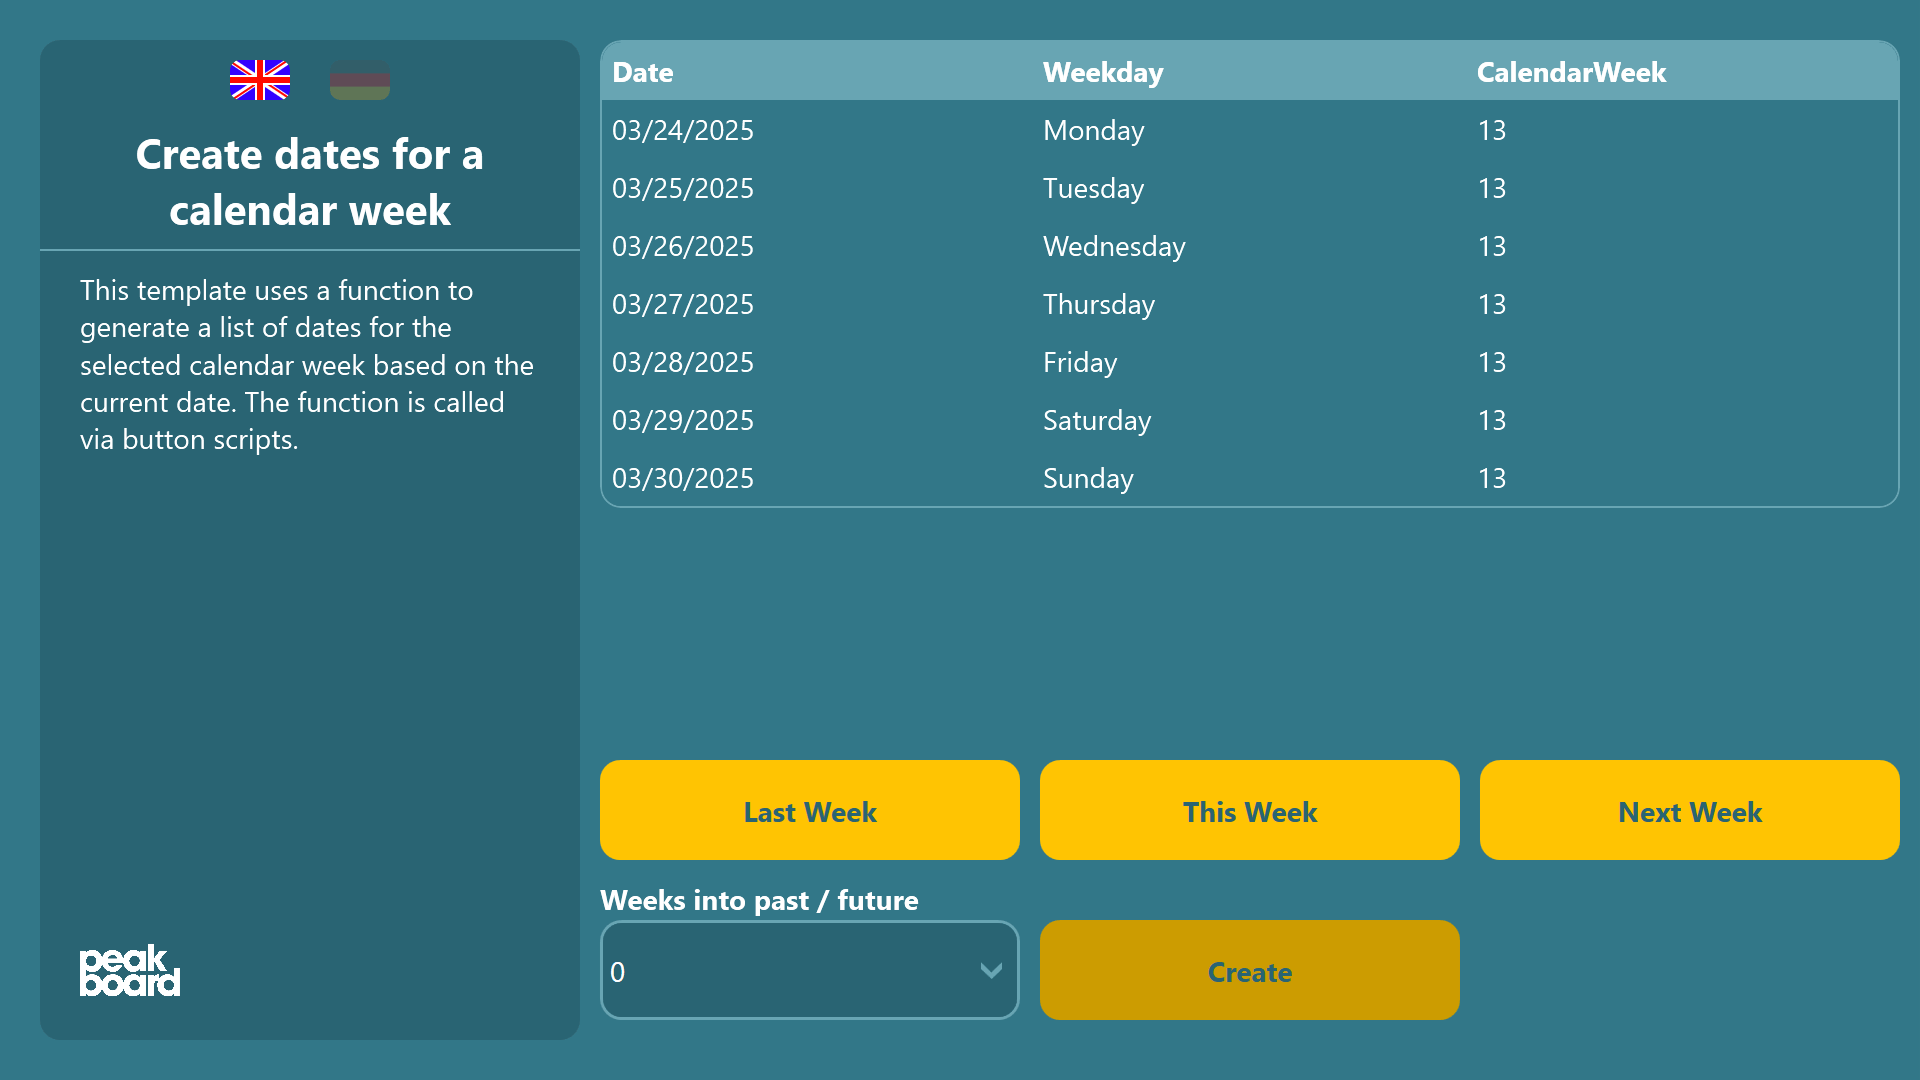 Create dates for a
calendar week
This template uses a function to
generate a list of dates for the
selected calendar week based on the
current date. The function is called
via button scripts.
peak
board
Date Weekday CalendarWeek
03/24/2025 Monday 13
03/25/2025 Tuesday 13
03/26/2025 Wednesday 13
03/27/2025 Thursday 13
03/28/2025 Friday 13
03/29/2025 Saturday 13
03/30/2025 Sunday 13
Last Week This Week Next Week
Weeks into past / future
0 Create